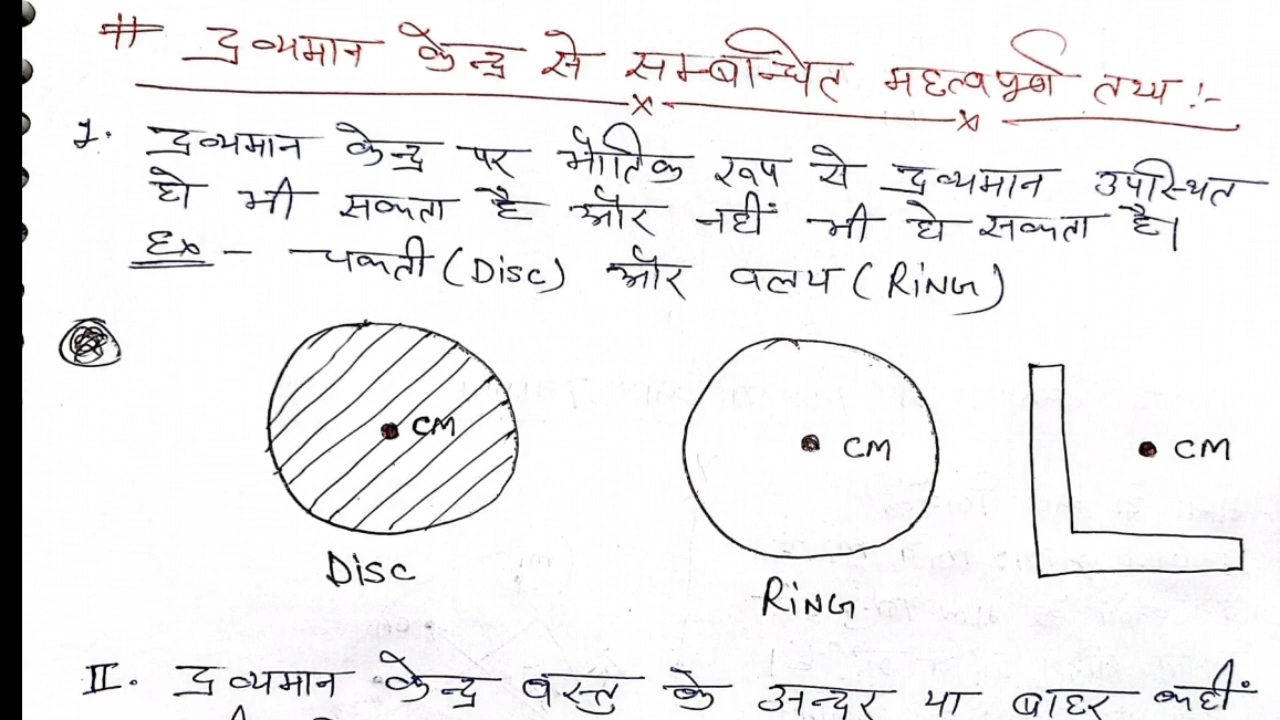 # द्रव्यमान केन्द्र से सम्बन्धित महत्वपूर्ण तथ्य :-
1. द्रव्यमान केन्द्र पर भौतिक रूप से द्रव्यमान उपस्थित
हो भी सकता है और नहीं भी हो सकता है।
Ex - चकती (Disc) और वलय (RING)
CM
CM
CM
Disc
RING
II. द्रव्यमान केन्द्र वस्तु के अन्दर या बाहर कहीं